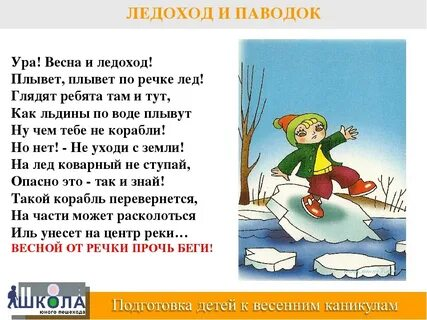 ЛЕДОХОД И ПАВОДОК
Ура! Весна и ледоход!
Плывет, плывет по речке лед!
Глядят ребята там и тут,
Как льдины по воде плывут
Ну чем тебе не корабли!
Но нет! - Не уходи с земли!
На лед коварный не ступай,
Опасно это - так и знай!
Такой корабль перевернется,
На части может расколоться
Иль унесет на центр реки...
ВЕСНОЙ ОТ РЕЧКИ ПРОЧЬ БЕГИ!
ШКОЛА
юного пешехода
Подготовка детей к весенним каникулам